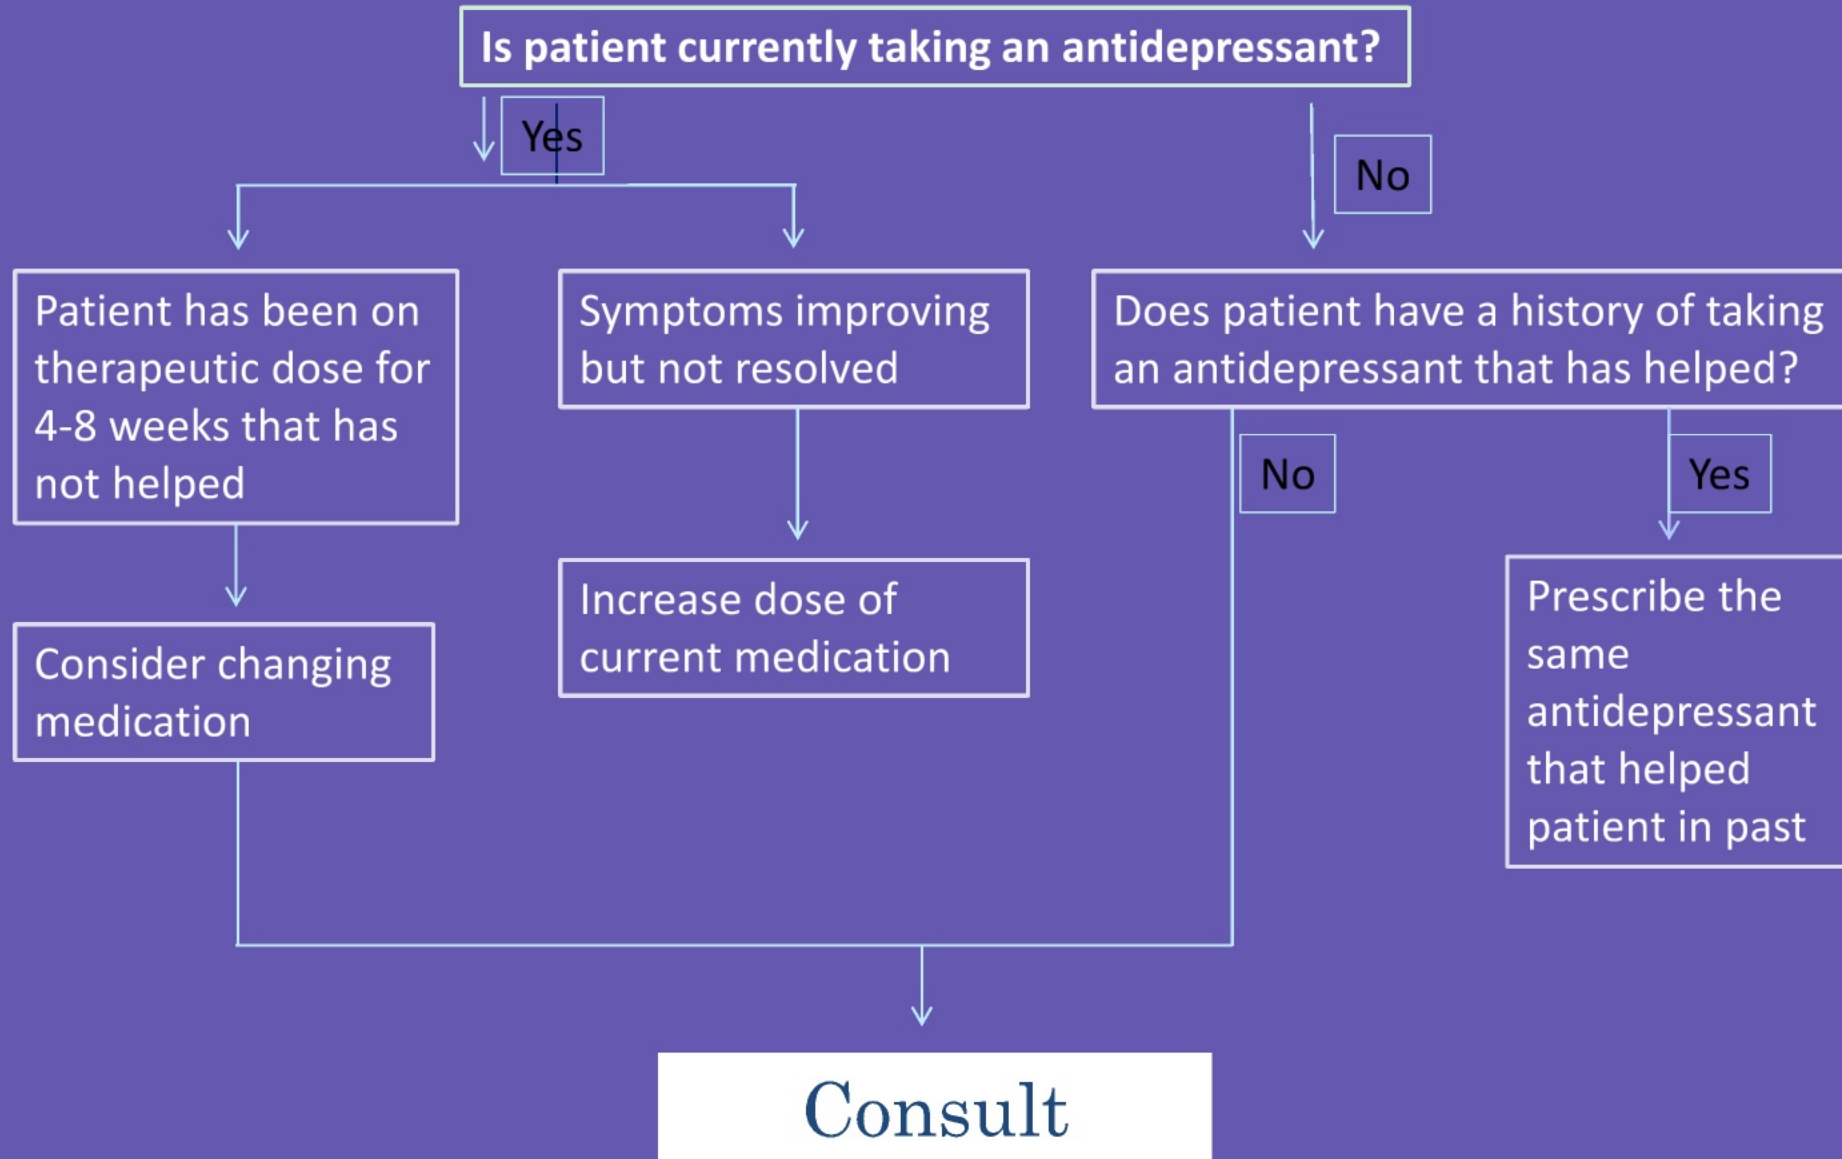 Is patient currently taking an antidepressant?
Yes
No
Patient has been on
therapeutic dose for
4-8 weeks that has
not helped
Symptoms improving
but not resolved
Does patient have a history of taking
an antidepressant that has helped?
No
Yes
Consider changing
medication
Increase dose of
current medication
Prescribe the
same
antidepressant
that helped
patient in past
Consult